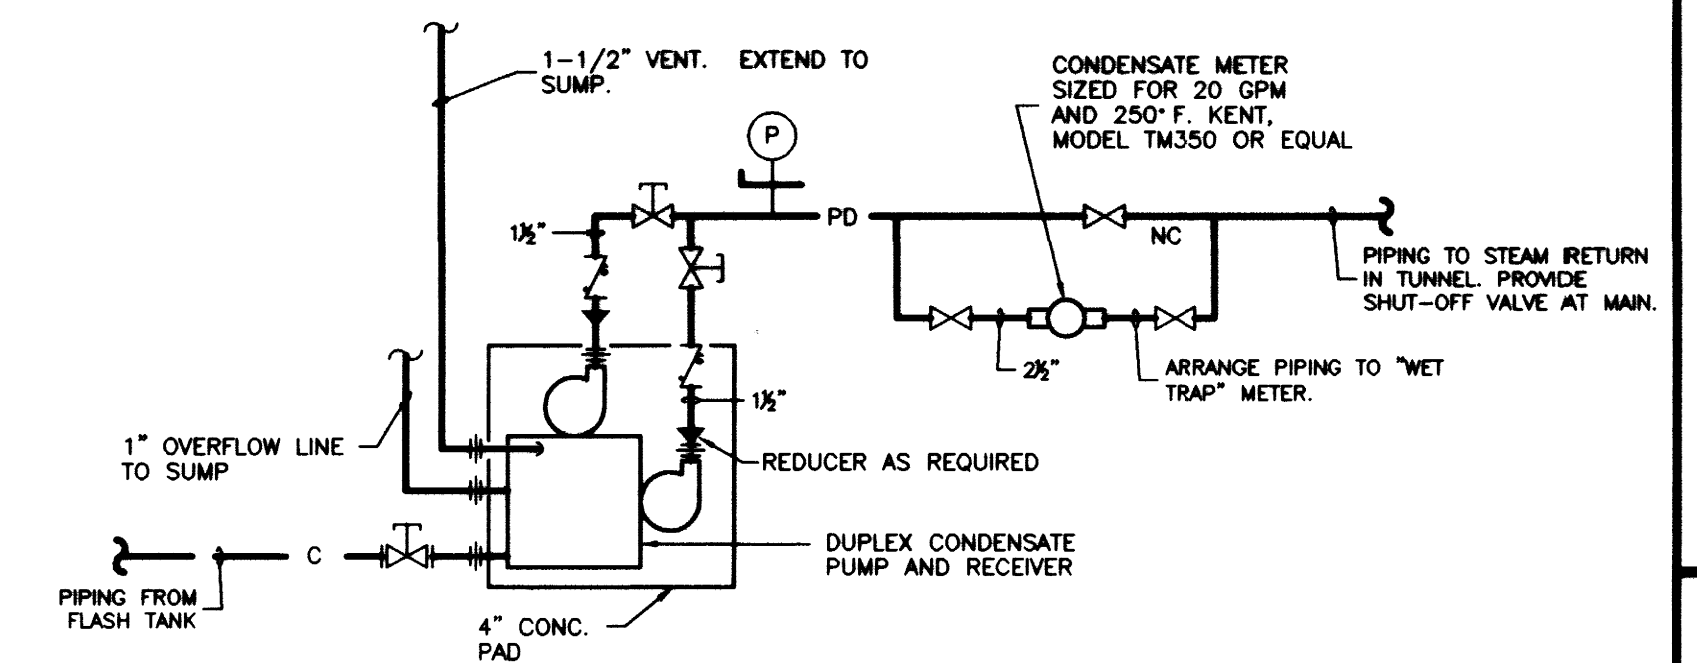 1-1/2" VENT. EXTEND TO
SUMP.
CONDENSATE METER
SIZED FOR 20 GPM
AND 250° F. KENT,
MODEL TM350 OR EQUAL
P
1½"
PD
NC
PIPING TO STEAM RETURN
IN TUNNEL. PROVIDE
SHUT-OFF VALVE AT MAIN.
2½"
ARRANGE PIPING TO "WET
TRAP" METER.
1½"
1" OVERFLOW LINE
TO SUMP
REDUCER AS REQUIRED
C
DUPLEX CONDENSATE
PUMP AND RECEIVER
PIPING FROM
FLASH TANK
4" CONC.
PAD